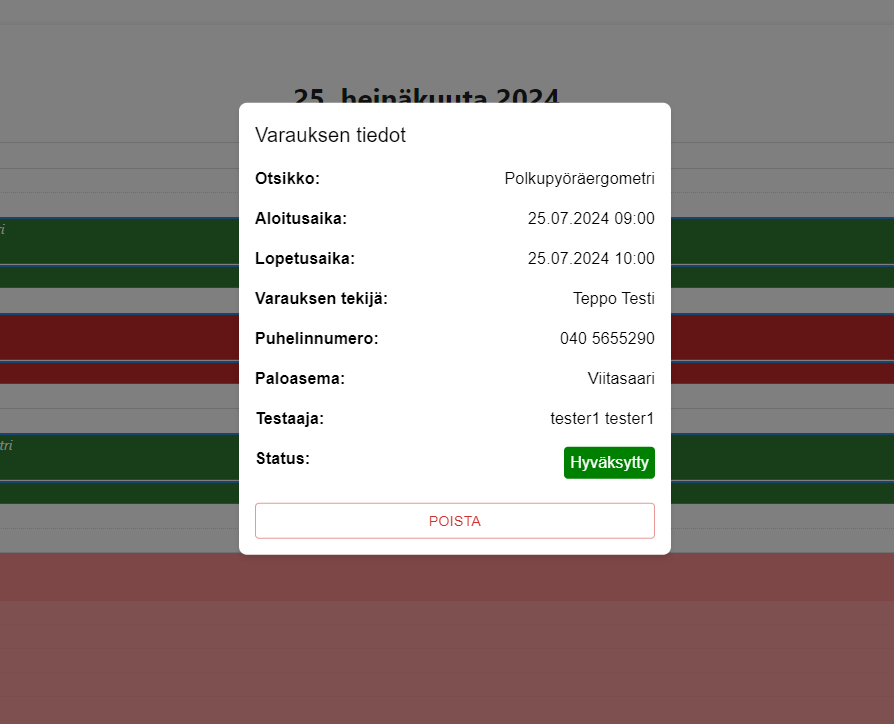 25. heinäkuuta 2024
Varauksen tiedot
Otsikko: Polkupyöräergometri
ri
Aloitusaika: 25.07.2024 09:00
Lopetusaika: 25.07.2024 10:00
Varauksen tekijä: Teppo Testi
Puhelinnumero: 040 5655290
Paloasema: Viitasaari
Testaaja: tester1 tester1
tri
Status: Hyväksytty
POISTA